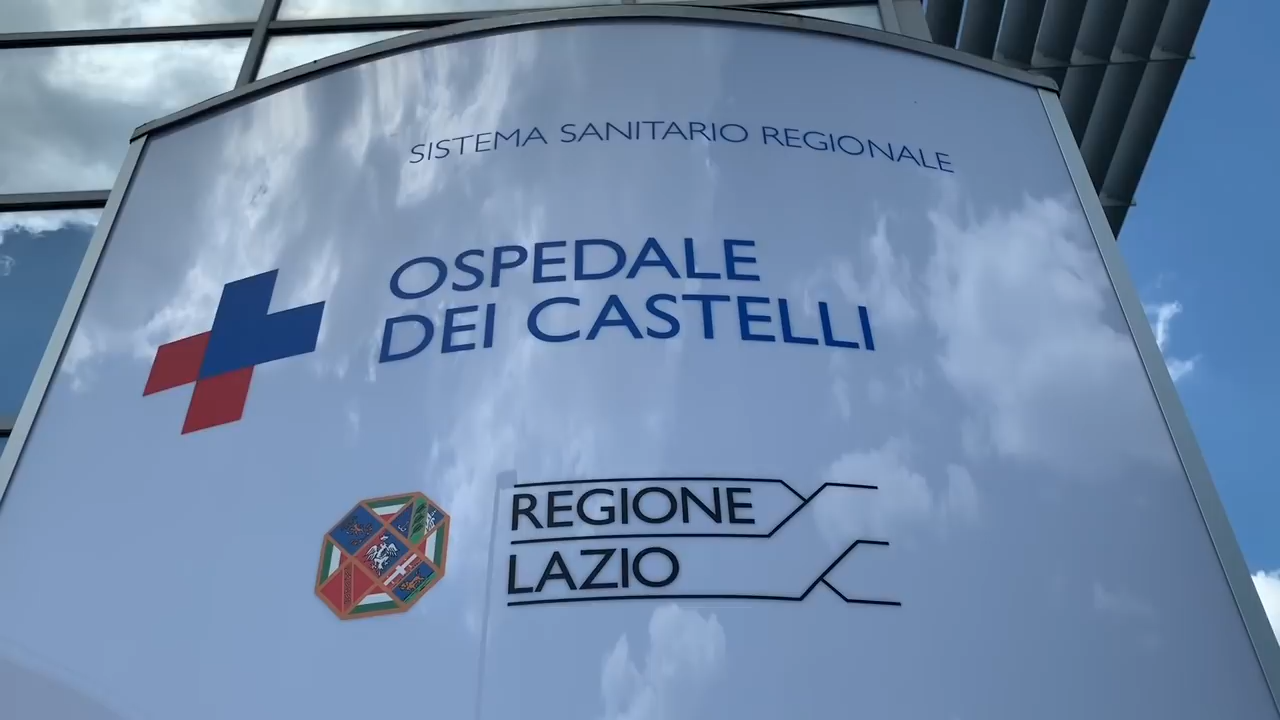 SISTEMA SANITARIO REGIONALE
OSPEDALE
DEI CASTELLI
REGIONE
LAZIO